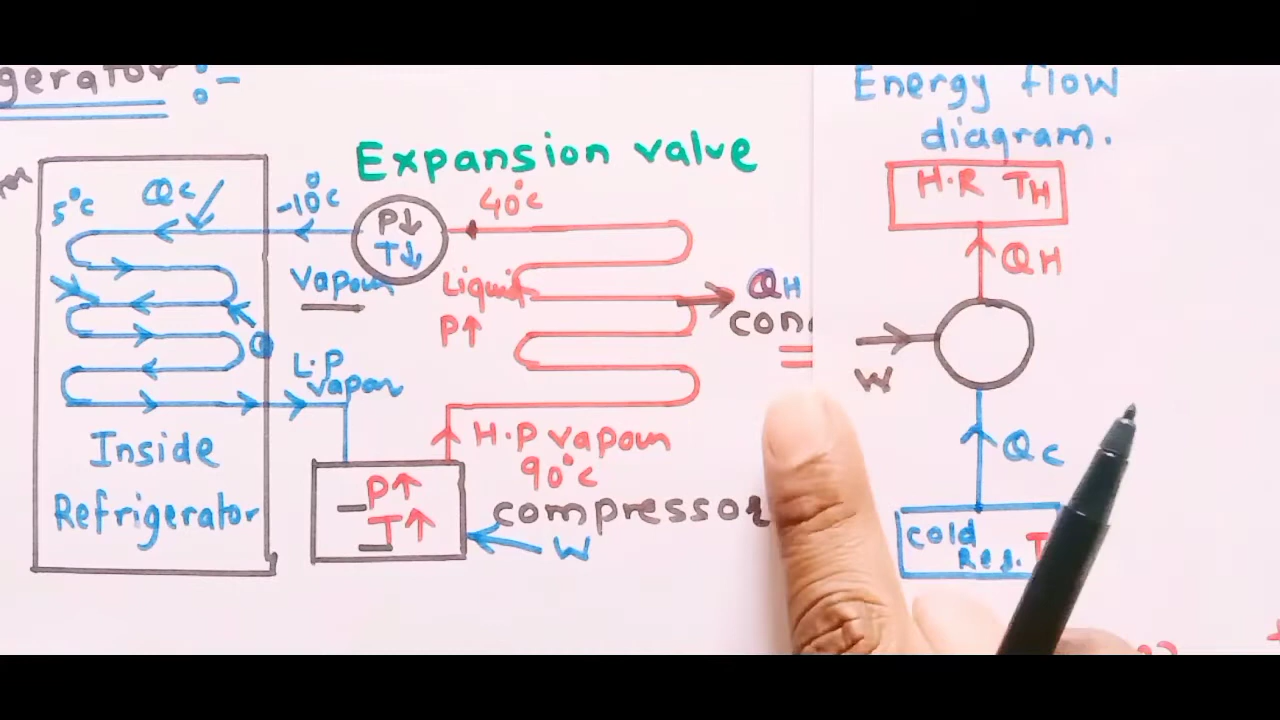 gerator :-
Expansion valve
5°C
Qc
-10°C
P↓
T↓
40°C
Vapour
Liquid
P↑
QH
con
L.P
vapour
H.P vapour
90°C
Inside
Refrigerator
P↑
T↑
compressor
W
Energy flow
diagram.
H.R TH
QH
W
Qc
cold
Res. T